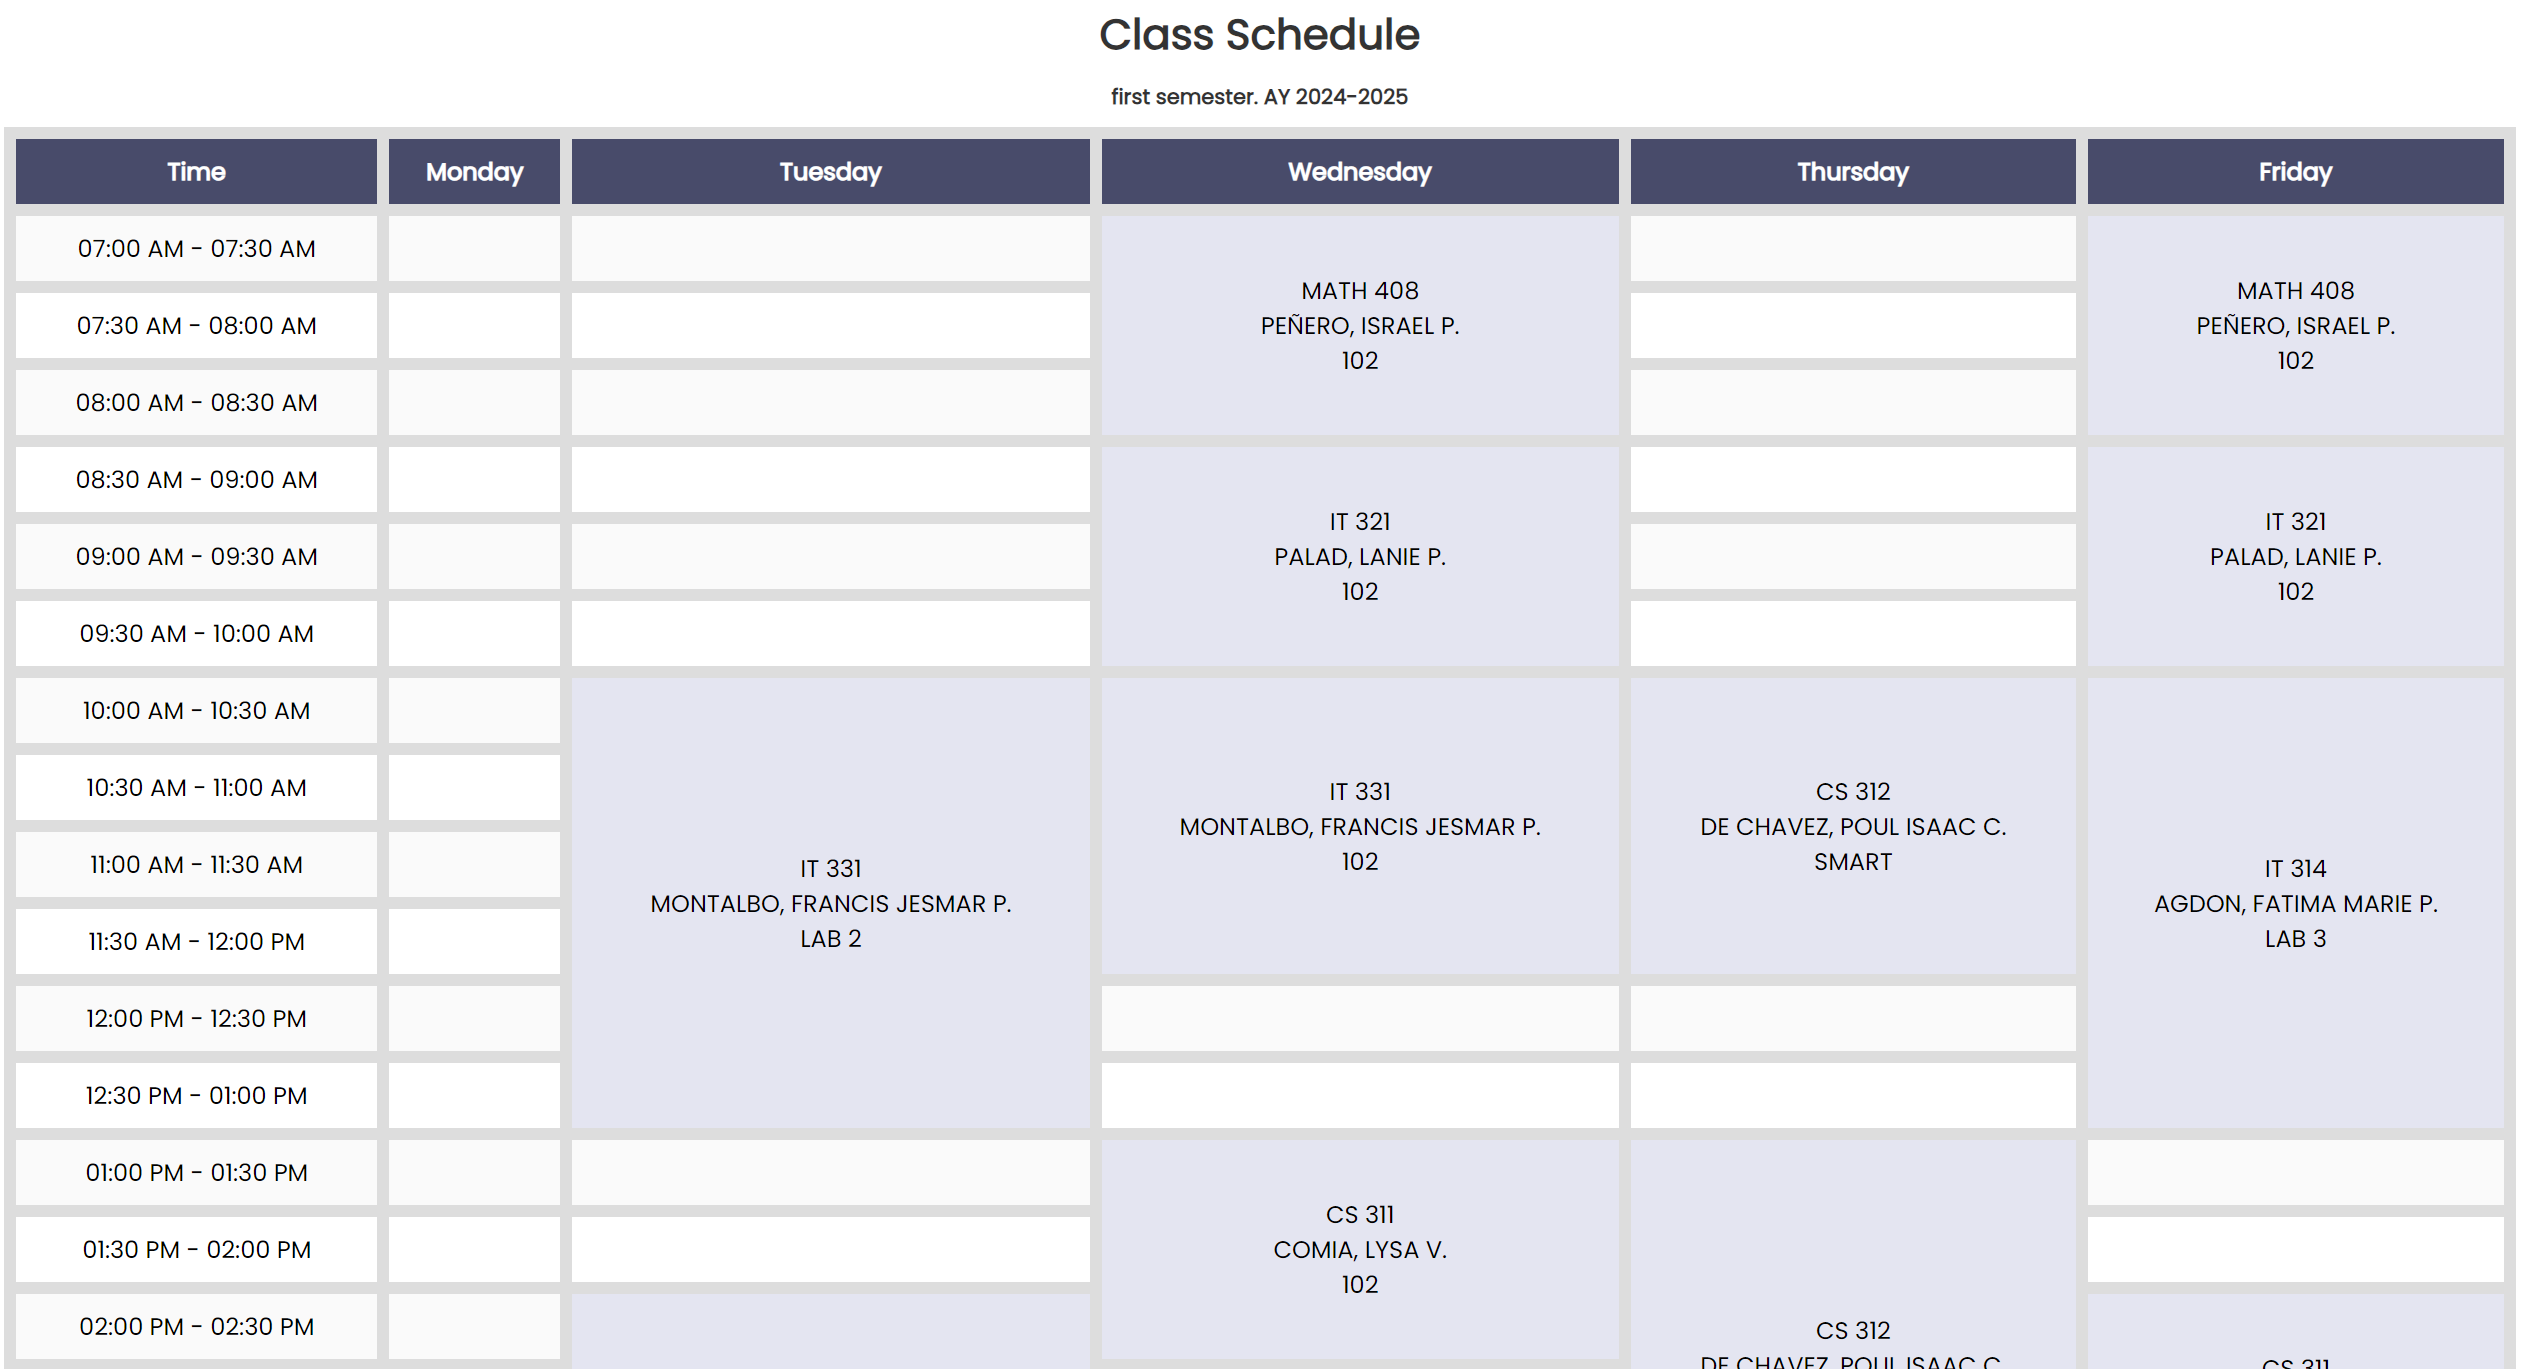 Class Schedule
first semester. AY 2024-2025
Time Monday Tuesday Wednesday Thursday Friday
07:00 AM - 07:30 AM
MATH 408
PEÑERO, ISRAEL P.
102
MATH 408
PEÑERO, ISRAEL P.
102
07:30 AM - 08:00 AM
08:00 AM - 08:30 AM
08:30 AM - 09:00 AM
IT 321
PALAD, LANIE P.
102
IT 321
PALAD, LANIE P.
102
09:00 AM - 09:30 AM
09:30 AM - 10:00 AM
10:00 AM - 10:30 AM
IT 331
MONTALBO, FRANCIS JESMAR P.
LAB 2
IT 331
MONTALBO, FRANCIS JESMAR P.
102
CS 312
DE CHAVEZ, POUL ISAAC C.
SMART
IT 314
AGDON, FATIMA MARIE P.
LAB 3
10:30 AM - 11:00 AM
11:00 AM - 11:30 AM
11:30 AM - 12:00 PM
12:00 PM - 12:30 PM
12:30 PM - 01:00 PM
01:00 PM - 01:30 PM
CS 311
COMIA, LYSA V.
102
CS 312
DE CHAVEZ, POUL ISAAC C.
01:30 PM - 02:00 PM
02:00 PM - 02:30 PM
CS 311